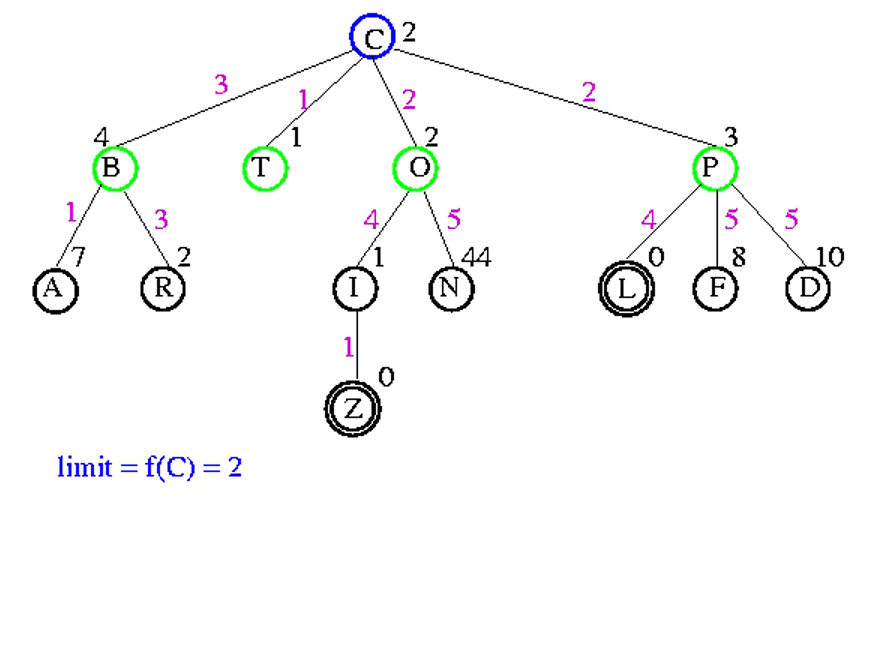 C 2
3 1 2 2
4 1 2 3
B T O P
1 3 4 5 4 5 5
7 2 1 44 0 8 10
A R I N L F D
1
0
Z
limit = f(C) = 2